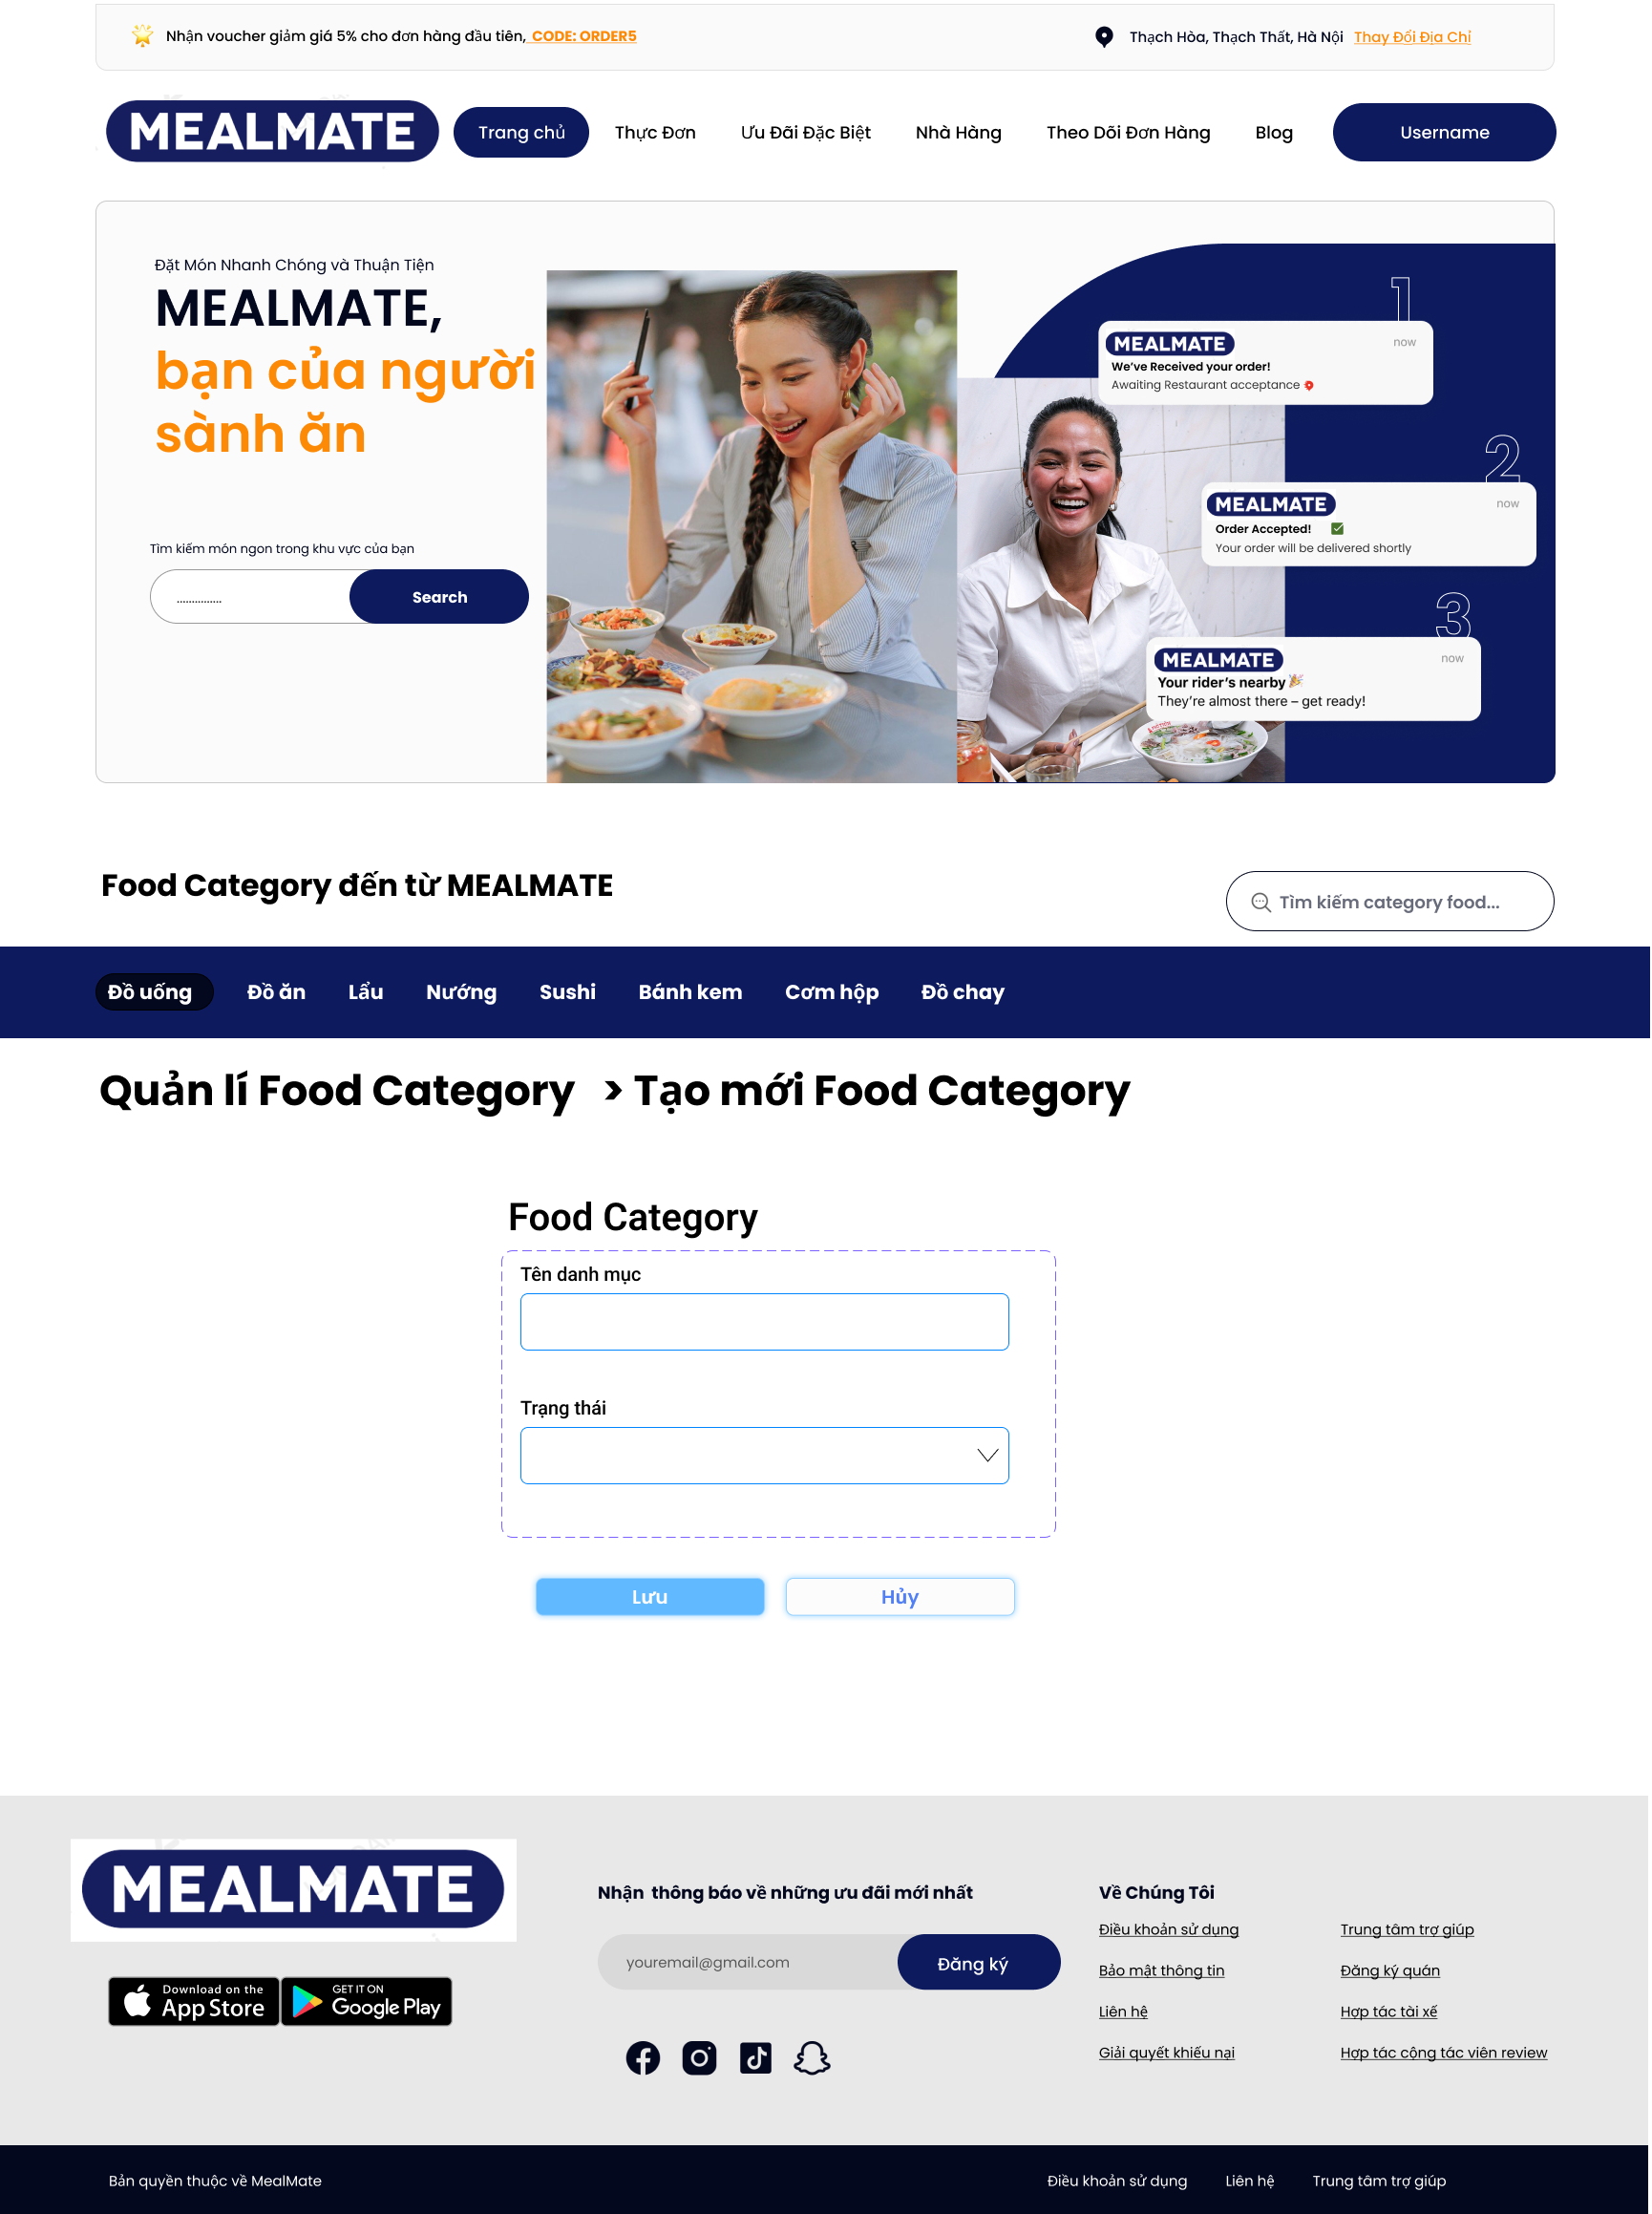 Nhận voucher giảm giá 5% cho đơn hàng đầu tiên, CODE: ORDER5
Thạch Hòa, Thạch Thất, Hà Nội Thay Đổi Địa Chỉ
MEALMATE
Trang chủ
Thực Đơn
Ưu Đãi Đặc Biệt
Nhà Hàng
Theo Dõi Đơn Hàng
Blog
Username
Đặt Món Nhanh Chóng và Thuận Tiện
MEALMATE,
bạn của người
sành ăn
Tìm kiếm món ngon trong khu vực của bạn
...............
Search
1
MEALMATE
now
We've Received your order!
Awaiting Restaurant acceptance
2
MEALMATE
now
Order Accepted!
Your order will be delivered shortly
3
MEALMATE
now
Your rider's nearby
They're almost there – get ready!
Food Category đến từ MEALMATE
Tìm kiếm category food...
Đồ uống
Đồ ăn
Lẩu
Nướng
Sushi
Bánh kem
Cơm hộp
Đồ chay
Quản lí Food Category > Tạo mới Food Category
Food Category
Tên danh mục
Trạng thái
Lưu
Hủy
MEALMATE
Download on the
App Store
GET IT ON
Google Play
Nhận thông báo về những ưu đãi mới nhất
youremail@gmail.com
Đăng ký
Về Chúng Tôi
Điều khoản sử dụng
Trung tâm trợ giúp
Bảo mật thông tin
Đăng ký quán
Liên hệ
Hợp tác tài xế
Giải quyết khiếu nại
Hợp tác cộng tác viên review
Bản quyền thuộc về MealMate
Điều khoản sử dụng
Liên hệ
Trung tâm trợ giúp